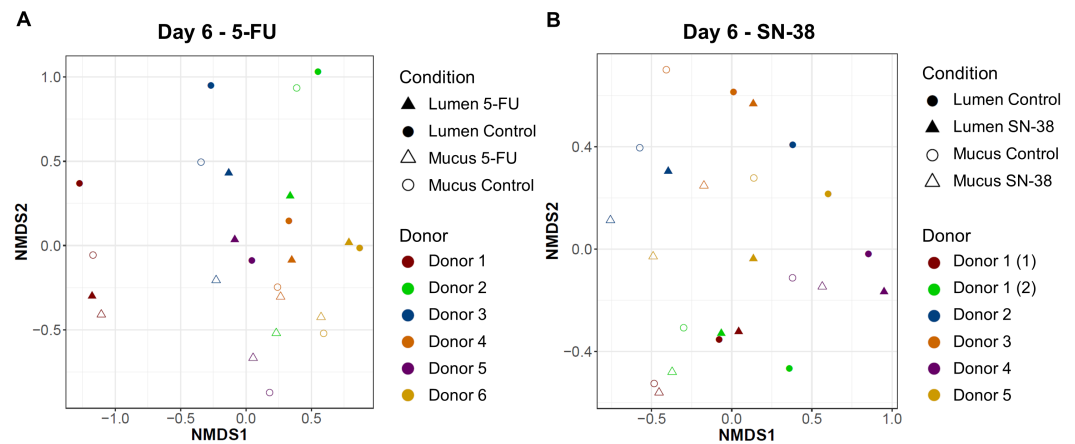 A
Day 6 - 5-FU
NMDS2
1.0
0.5
0.0
−0.5
−1.0
−0.5
0.0
0.5
NMDS1
Condition
Lumen 5-FU
Lumen Control
Mucus 5-FU
Mucus Control
Donor
Donor 1
Donor 2
Donor 3
Donor 4
Donor 5
Donor 6
B
Day 6 - SN-38
NMDS2
0.4
0.0
−0.4
−0.5
0.0
0.5
1.0
NMDS1
Condition
Lumen Control
Lumen SN-38
Mucus Control
Mucus SN-38
Donor
Donor 1 (1)
Donor 1 (2)
Donor 2
Donor 3
Donor 4
Donor 5